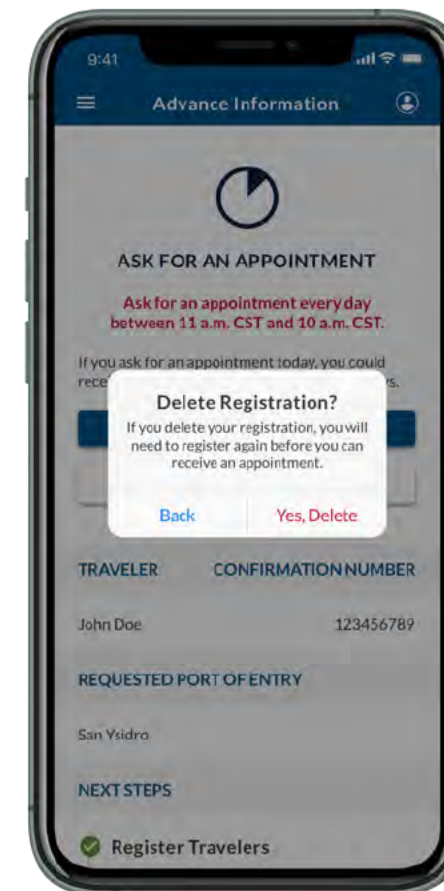 9:41
Advance Information
ASK FOR AN APPOINTMENT
Ask for an appointment every day
between 11 a.m. CST and 10 a.m. CST.
If you ask for an appointment today, you could
rece s.
Delete Registration?
If you delete your registration, you will
need to register again before you can
receive an appointment.
Back Yes, Delete
TRAVELER CONFIRMATION NUMBER
John Doe 123456789
REQUESTED PORT OF ENTRY
San Ysidro
NEXT STEPS
Register Travelers